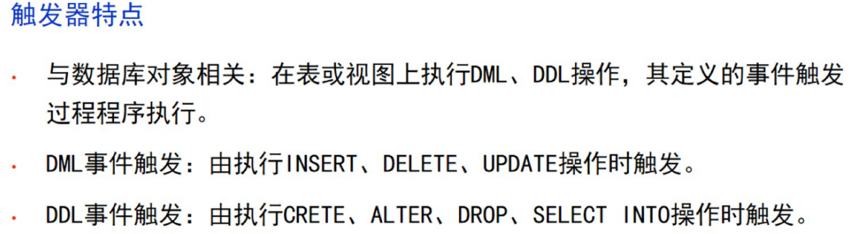 触发器特点
· 与数据库对象相关：在表或视图上执行DML、DDL操作，其定义的事件触发
过程程序执行。
· DML事件触发：由执行INSERT、DELETE、UPDATE操作时触发。
· DDL事件触发：由执行CRETE、ALTER、DROP、SELECT INTO操作时触发。